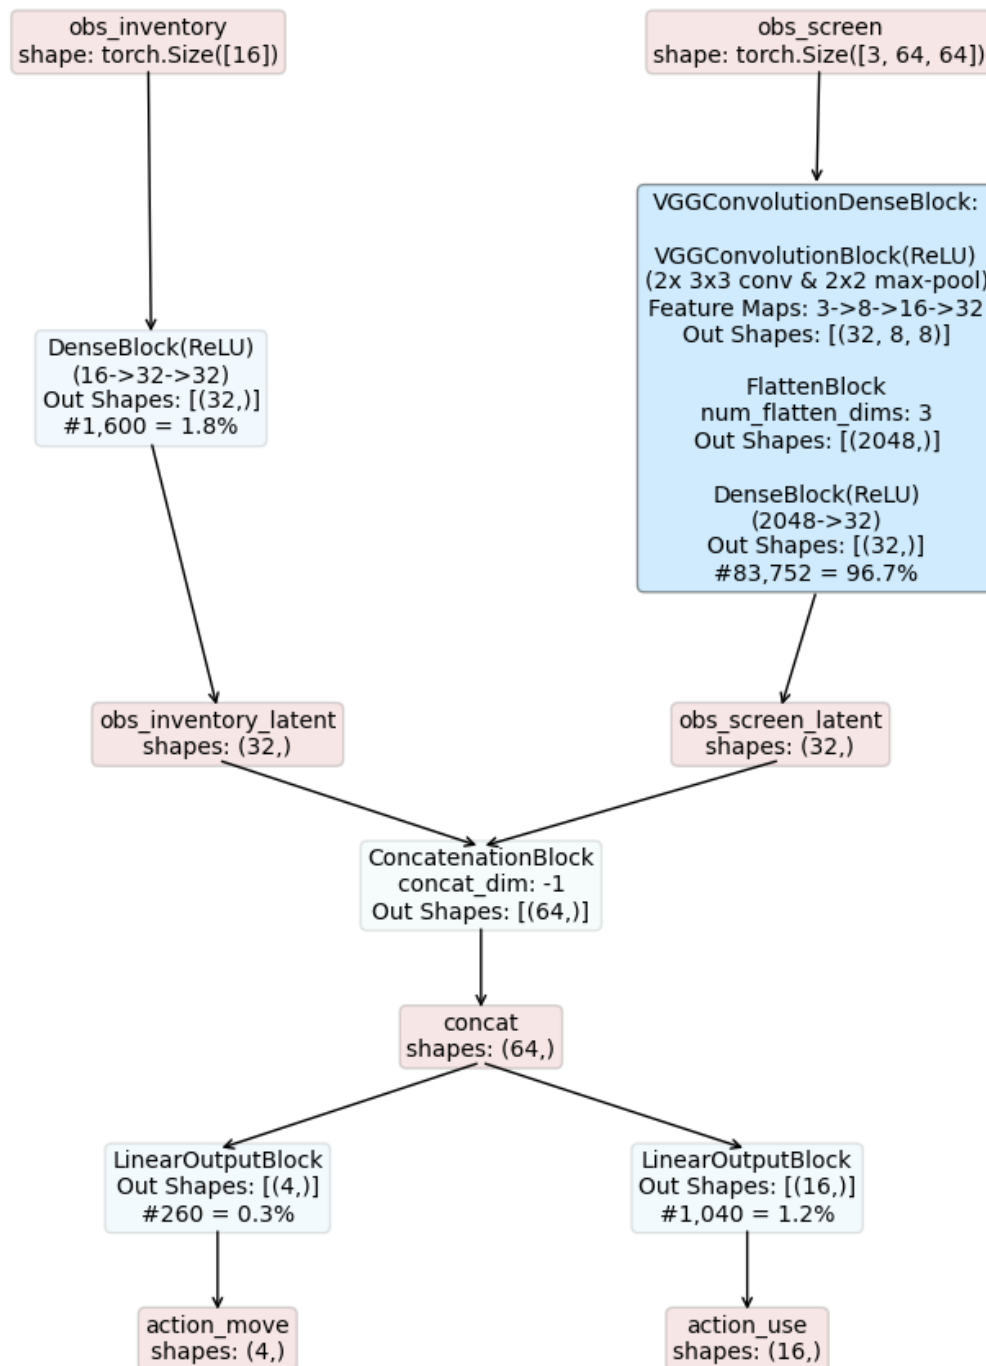 obs_inventory
shape: torch.Size([16])
obs_screen
shape: torch.Size([3, 64, 64])
VGGConvolutionDenseBlock:
VGGConvolutionBlock(ReLU)
(2x 3x3 conv & 2x2 max-pool)
Feature Maps: 3->8->16->32
Out Shapes: [(32, 8, 8)]
FlattenBlock
num_flatten_dims: 3
Out Shapes: [(2048,)]
DenseBlock(ReLU)
(2048->32)
Out Shapes: [(32,)]
#83,752 = 96.7%
DenseBlock(ReLU)
(16->32->32)
Out Shapes: [(32,)]
#1,600 = 1.8%
obs_inventory_latent
shapes: (32,)
obs_screen_latent
shapes: (32,)
ConcatenationBlock
concat_dim: -1
Out Shapes: [(64,)]
concat
shapes: (64,)
LinearOutputBlock
Out Shapes: [(4,)]
#260 = 0.3%
LinearOutputBlock
Out Shapes: [(16,)]
#1,040 = 1.2%
action_move
shapes: (4,)
action_use
shapes: (16,)